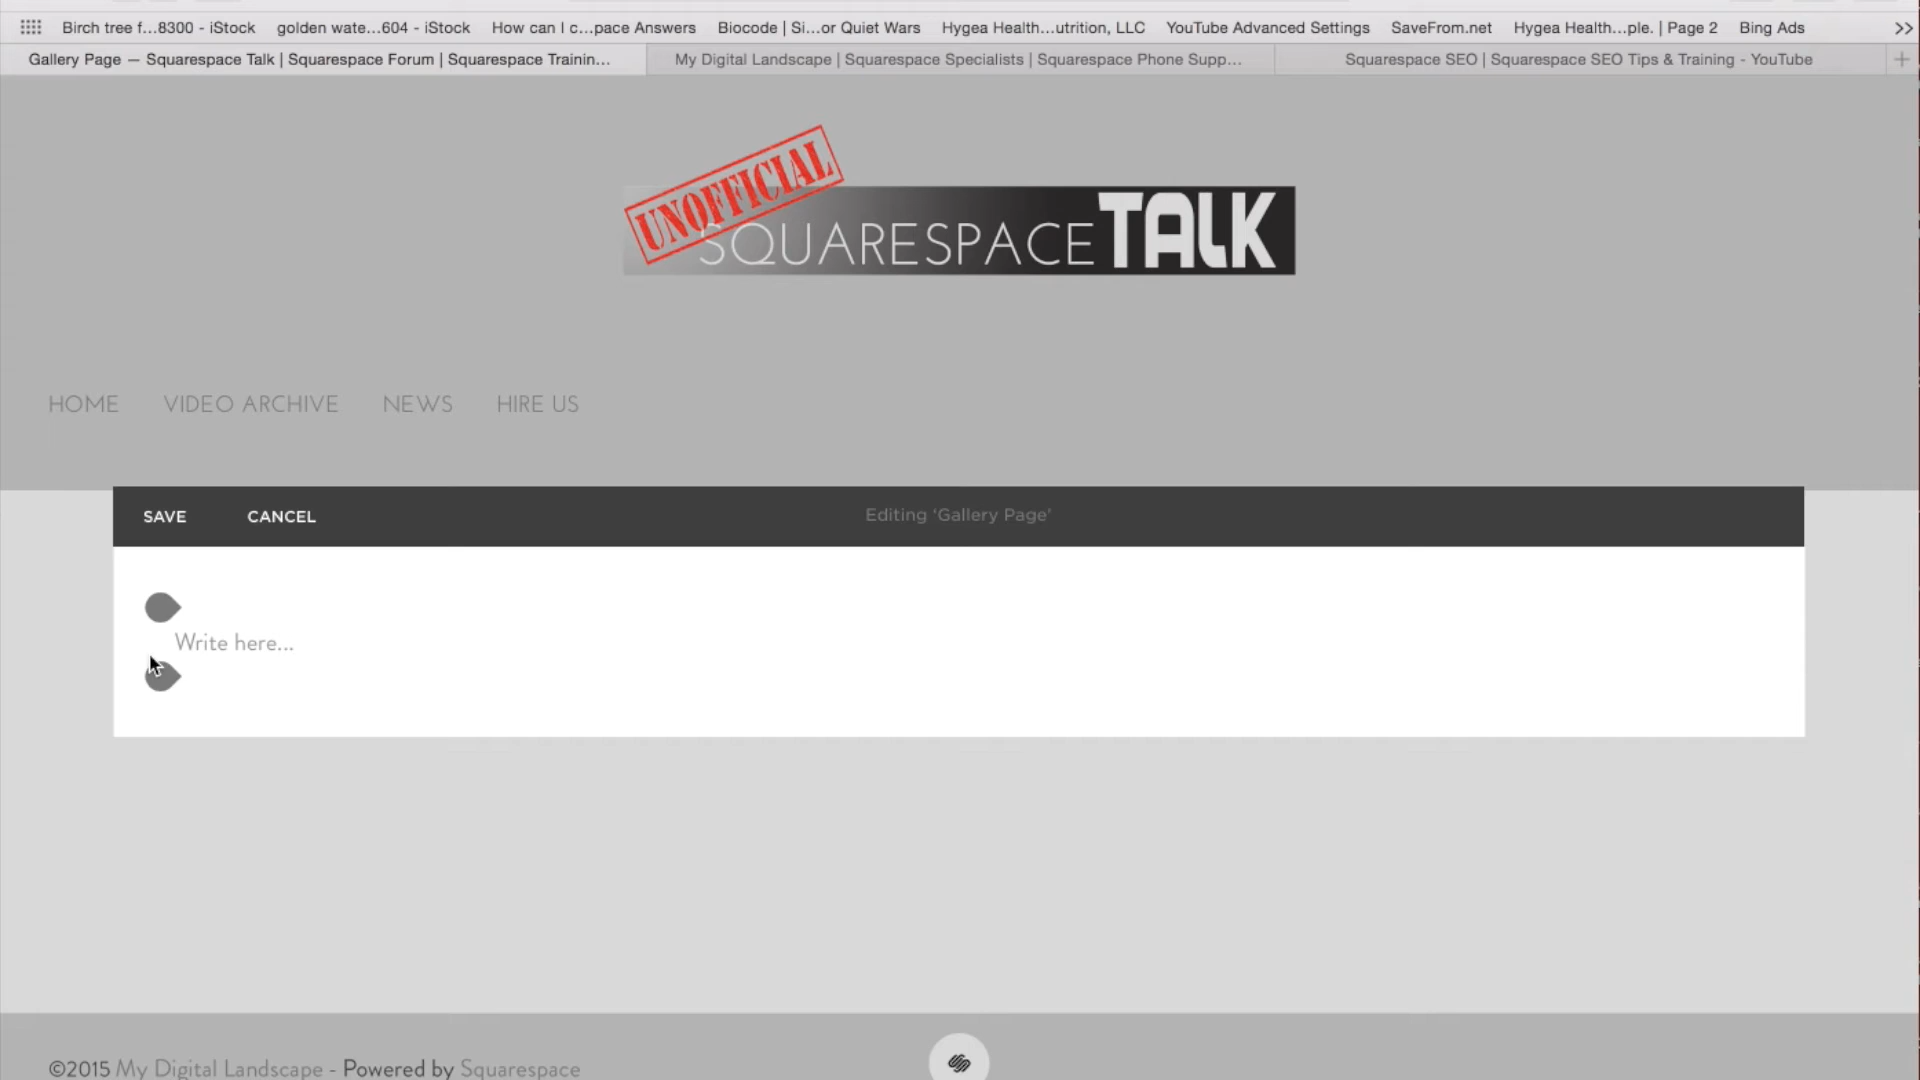 Birch tree f...8300 - iStock golden wate...604 - iStock How can I c...pace Answers Biocode | Si...or Quiet Wars Hygea Health...utrition, LLC YouTube Advanced Settings SaveFrom.net Hygea Health...ple. | Page 2 Bing Ads >>
Gallery Page — Squarespace Talk | Squarespace Forum | Squarespace Trainin... My Digital Landscape | Squarespace Specialists | Squarespace Phone Supp... Squarespace SEO | Squarespace SEO Tips & Training - YouTube +
UNOFFICIAL
SQUARESPACETALK
HOME VIDEO ARCHIVE NEWS HIRE US
SAVE CANCEL Editing ‘Gallery Page’
Write here...
©2015 My Digital Landscape - Powered by Squarespace